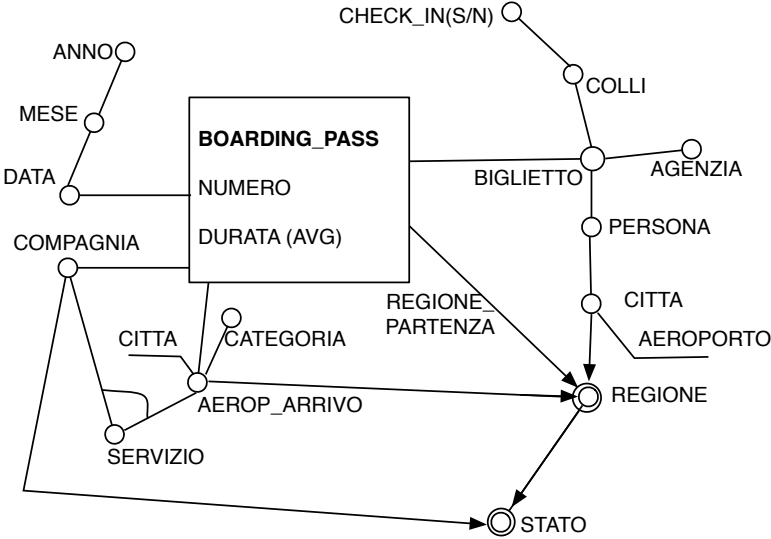 CHECK_IN(S/N)
ANNO
COLLI
MESE
BOARDING_PASS
AGENZIA
DATA
NUMERO
BIGLIETTO
DURATA (AVG)
PERSONA
COMPAGNIA
REGIONE_
PARTENZA
CITTA
CITTA
CATEGORIA
AEROPORTO
AEROP_ARRIVO
REGIONE
SERVIZIO
STATO